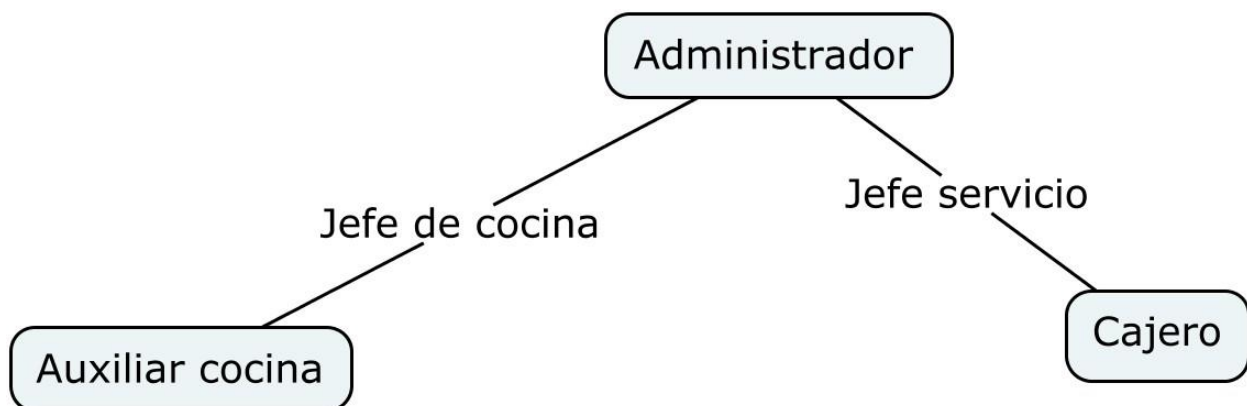 Administrador
Jefe servicio
Jefe de cocina
Cajero
Auxiliar cocina